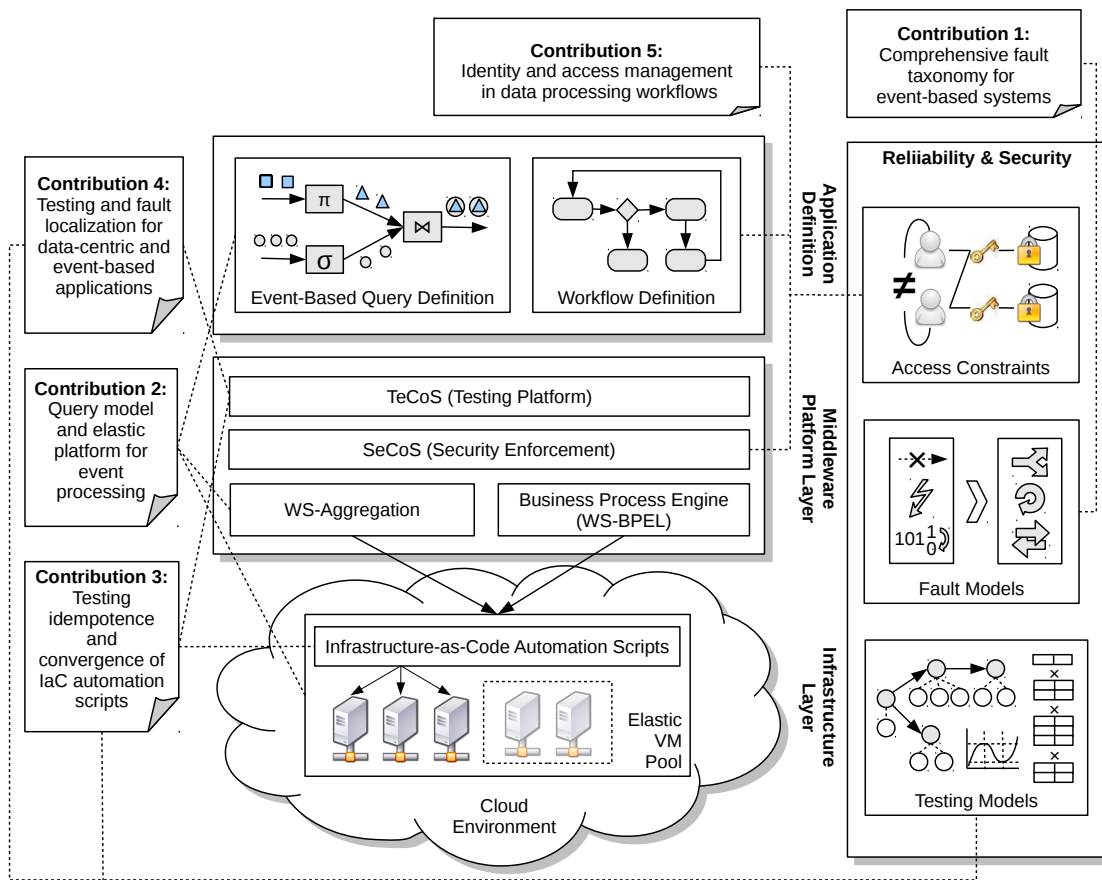 Contribution 5:
Identity and access management
in data processing workflows
Contribution 1:
Comprehensive fault
taxonomy for
event-based systems
Contribution 4:
Testing and fault
localization for
data-centric and
event-based
applications
Contribution 2:
Query model
and elastic
platform for
event
processing
Contribution 3:
Testing
idempotence
and
convergence of
IaC automation
scripts
π
σ
⋈
Event-Based Query Definition
Workflow Definition
Application
Definition
TeCoS (Testing Platform)
SeCoS (Security Enforcement)
WS-Aggregation
Business Process Engine
(WS-BPEL)
Middleware
Platform Layer
Infrastructure-as-Code Automation Scripts
Elastic
VM
Pool
Cloud
Environment
Infrastructure
Layer
Reliiability & Security
≠
Access Constraints
101 1
0
Fault Models
×
×
×
Testing Models